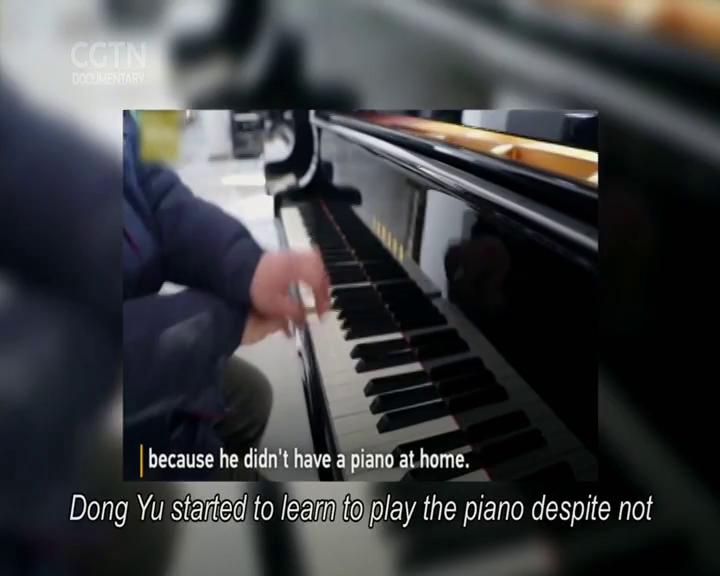 CGTN
DOCUMENTARY
because he didn't have a piano at home.
Dong Yu started to learn to play the piano despite not